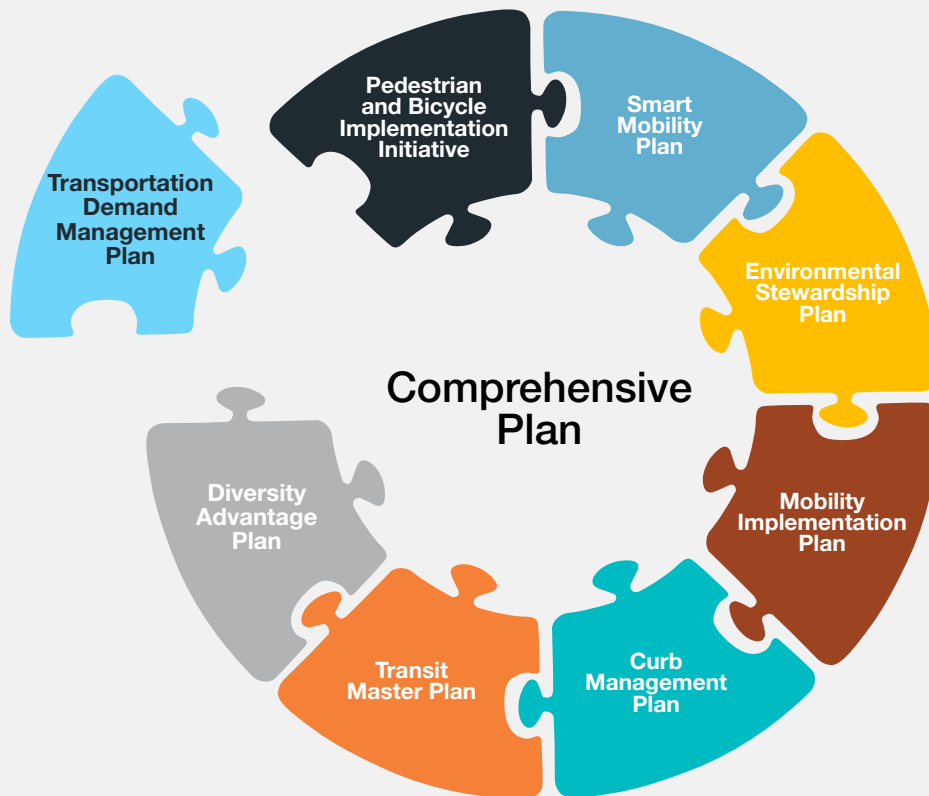 Pedestrian
and Bicycle
Implementation
Initiative
Smart
Mobility
Plan
Transportation
Demand
Management
Plan
Environmental
Stewardship
Plan
Comprehensive
Plan
Diversity
Advantage
Plan
Mobility
Implementation
Plan
Transit
Master Plan
Curb
Management
Plan